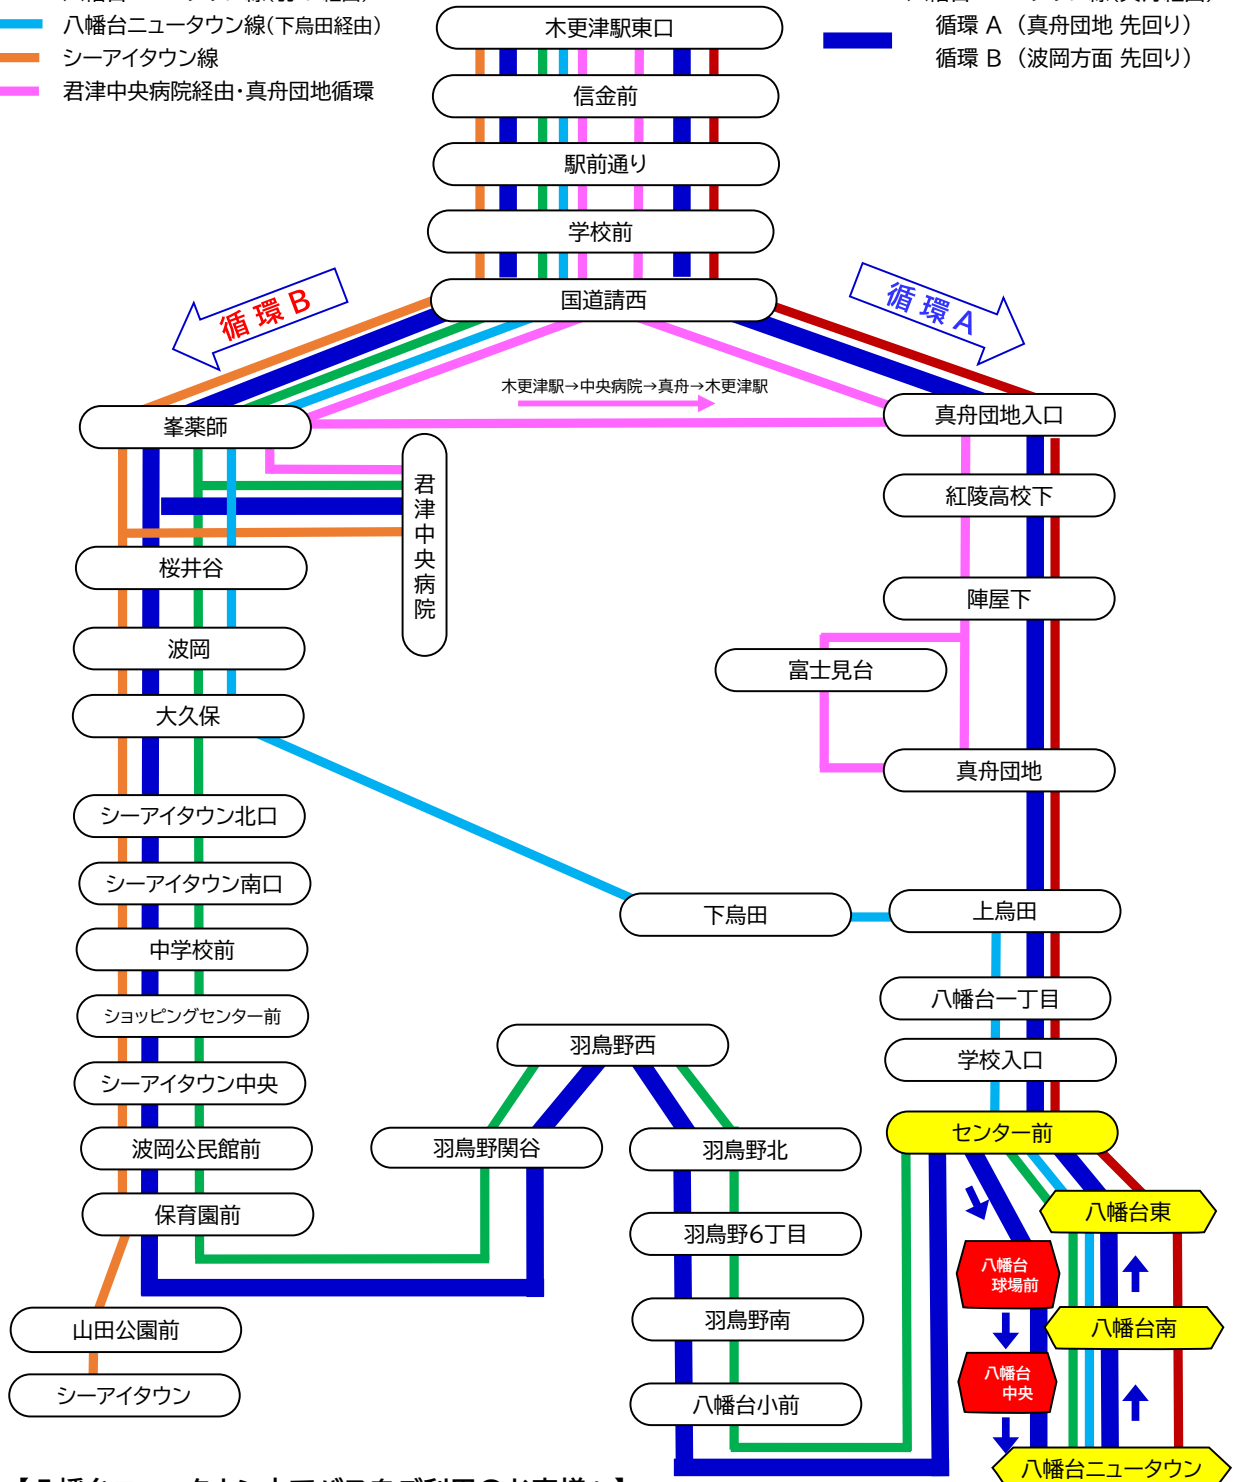 八幡台ニュータウン線(下烏田経由)
シーアイタウン線
君津中央病院経由・真舟団地循環
循環 A (真舟団地 先回り)
循環 B (波岡方面 先回り)
木更津駅東口
信金前
駅前通り
学校前
国道請西
循環 B
循環 A
木更津駅→中央病院→真舟→木更津駅
峯薬師
真舟団地入口
君津中央病院
紅陵高校下
桜井谷
陣屋下
波岡
富士見台
大久保
真舟団地
シーアイタウン北口
シーアイタウン南口
下烏田
上烏田
中学校前
八幡台一丁目
ショッピングセンター前
羽鳥野西
学校入口
シーアイタウン中央
センター前
波岡公民館前
羽鳥野関谷
羽鳥野北
保育園前
八幡台東
羽鳥野6丁目
八幡台
球場前
山田公園前
羽鳥野南
八幡台南
八幡台
中央
シーアイタウン
八幡台小前
八幡台ニュータウン